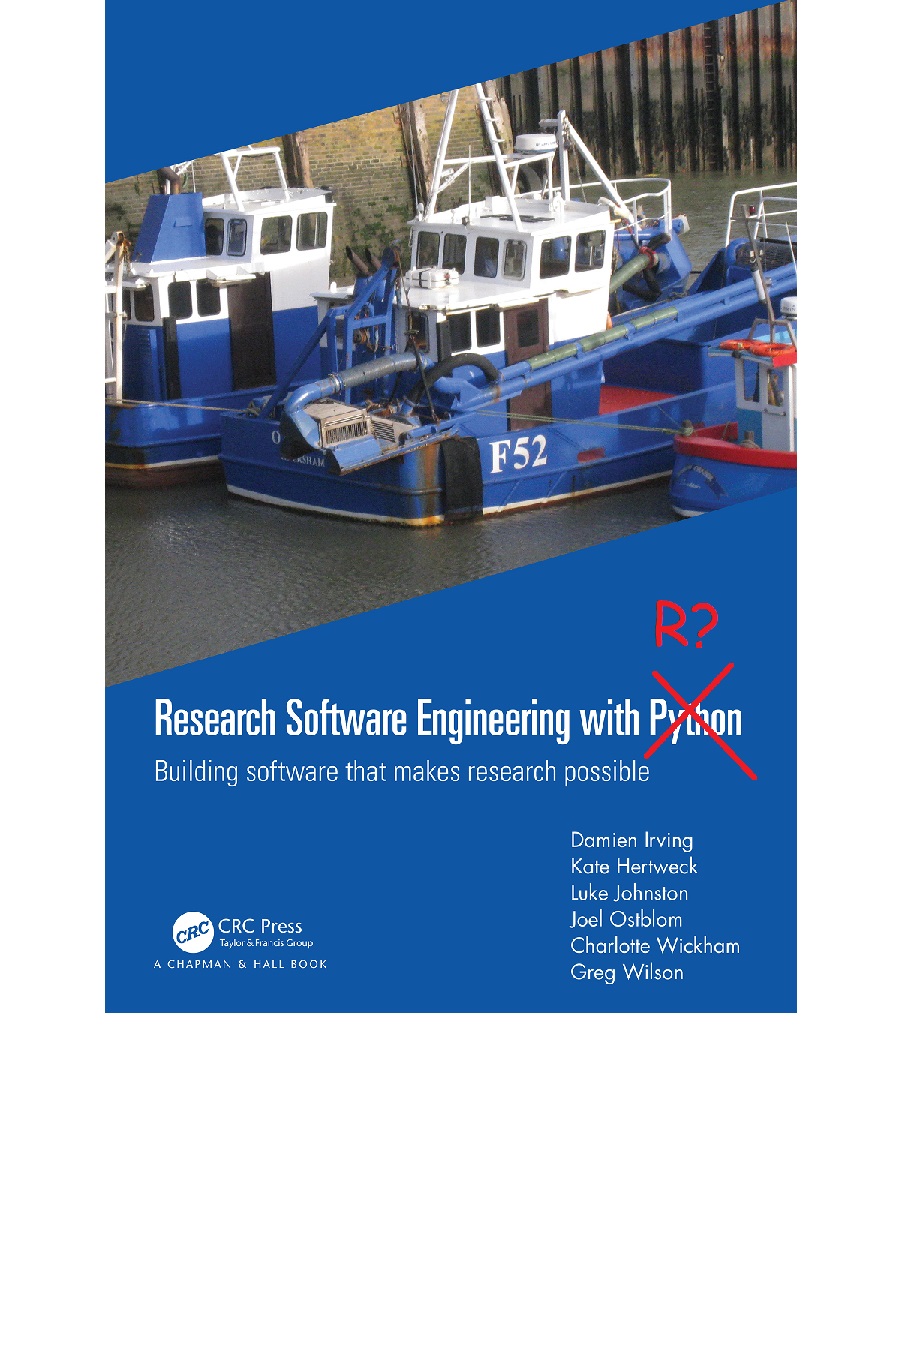 F52
R?
Research Software Engineering with Python
Building software that makes research possible
Damien Irving
Kate Hertweck
Luke Johnston
Joel Ostblom
Charlotte Wickham
Greg Wilson
CRC CRC Press
Taylor & Francis Group
A CHAPMAN & HALL BOOK